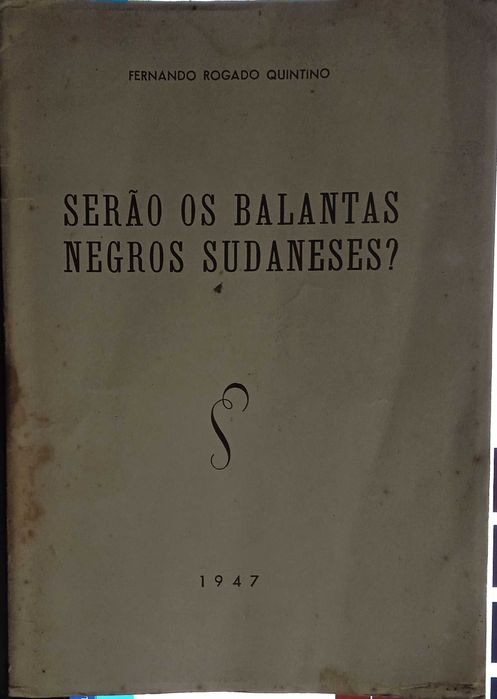 FERNANDO ROGADO QUINTINO
SERÃO OS BALANTAS
NEGROS SUDANESES?
1947